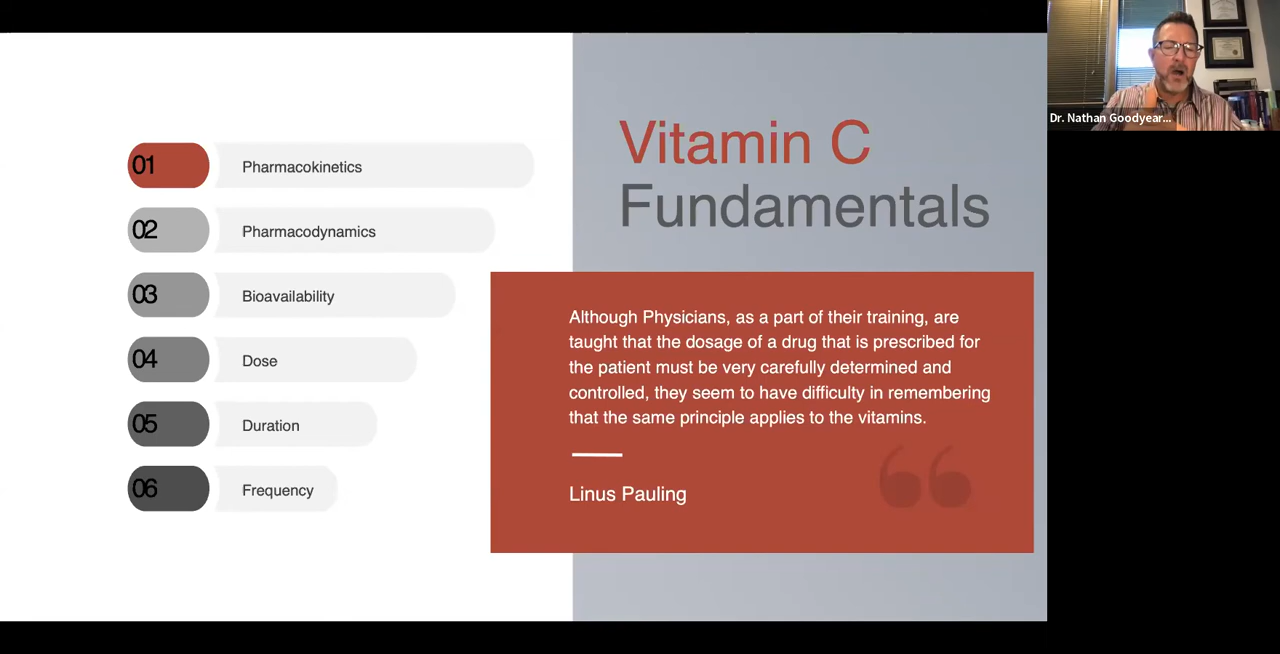 01 Pharmacokinetics
02 Pharmacodynamics
03 Bioavailability
04 Dose
05 Duration
06 Frequency
Vitamin C
Fundamentals
Although Physicians, as a part of their training, are
taught that the dosage of a drug that is prescribed for
the patient must be very carefully determined and
controlled, they seem to have difficulty in remembering
that the same principle applies to the vitamins.
Linus Pauling
Dr. Nathan Goodyear...